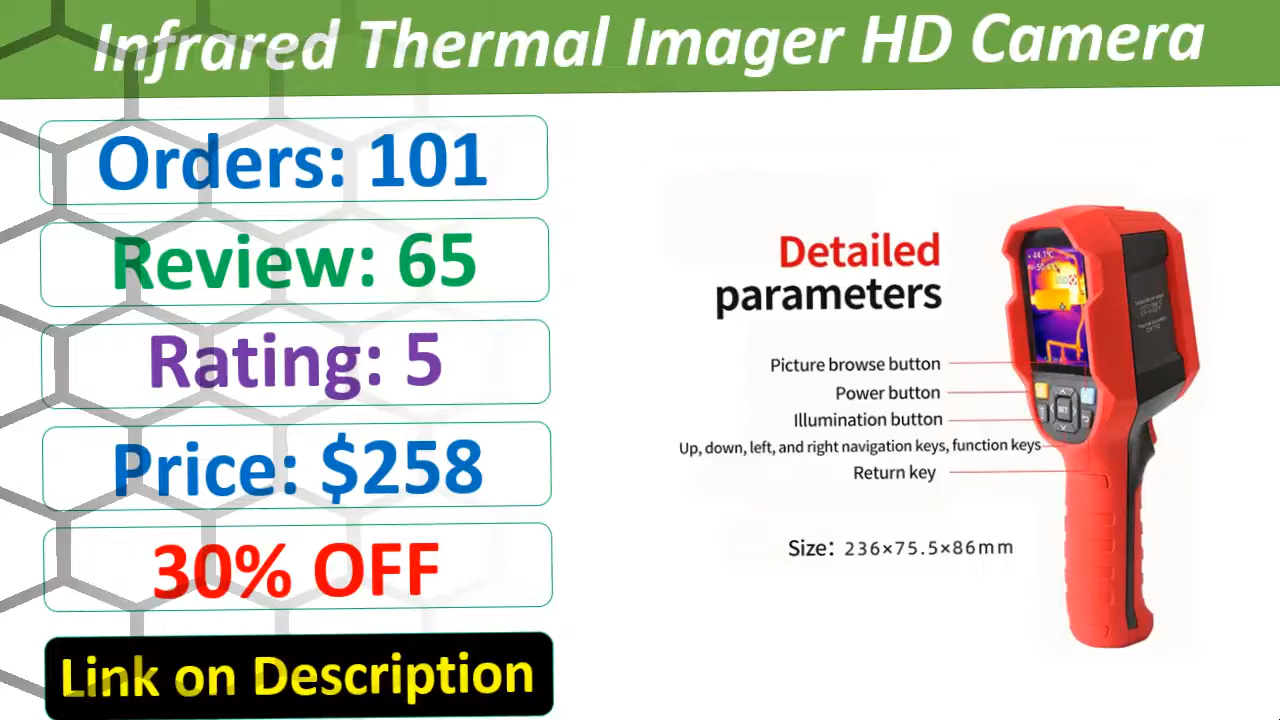 Infrared Thermal Imager HD Camera
Orders: 101
Review: 65
Rating: 5
Price: $258
30% OFF
Link on Description
Detailed
parameters
Picture browse button
Power button
Illumination button
Up, down, left, and right navigation keys, function keys
Return key
Size: 236×75.5×86mm
SET